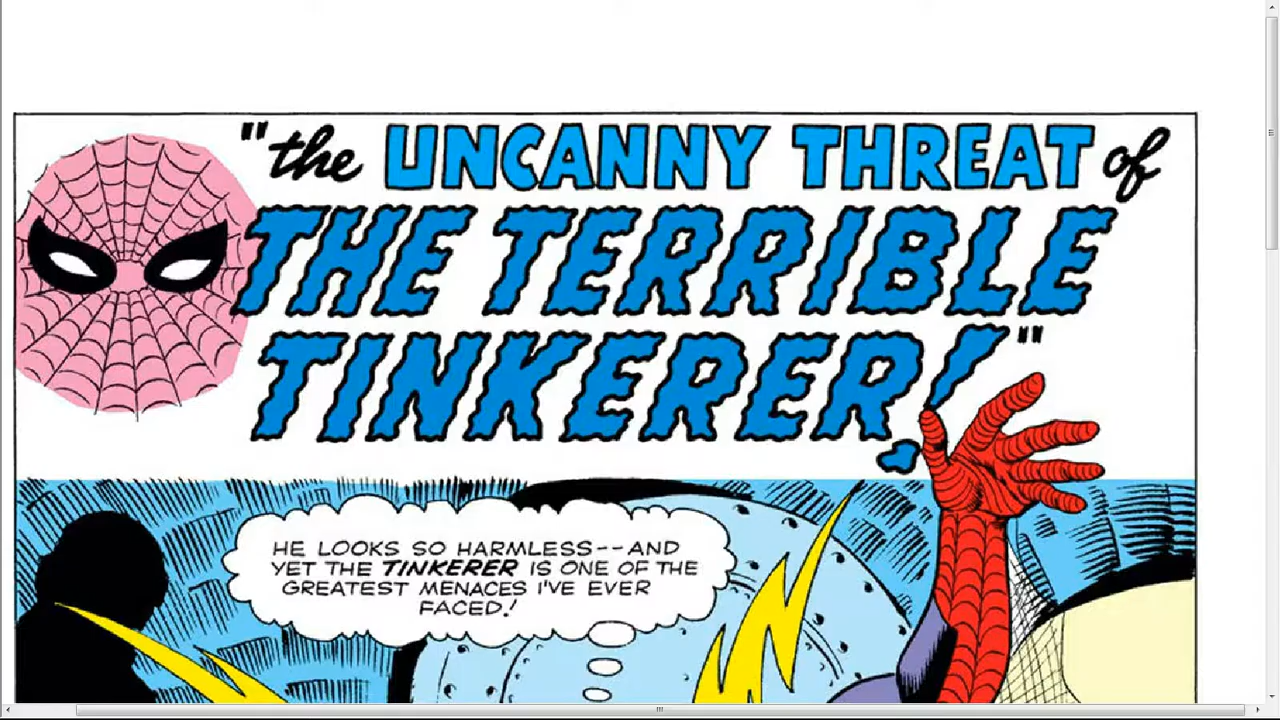 "the UNCANNY THREAT of
THE TERRIBLE
TINKERER!"
HE LOOKS SO HARMLESS--AND
YET THE TINKERER IS ONE OF THE
GREATEST MENACES I'VE EVER
FACED!